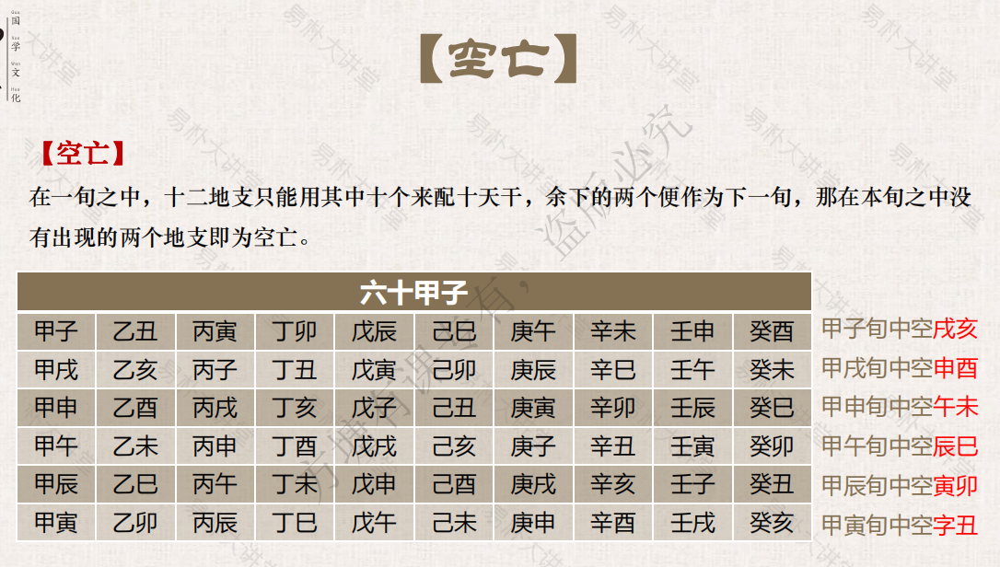 Guo
国
Xue
学
Wen
文
Hua
化
【空亡】
【空亡】
在一旬之中，十二地支只能用其中十个来配十天干，余下的两个便作为下一旬，那在本旬之中没
有出现的两个地支即为空亡。
六十甲子
甲子 乙丑 丙寅 丁卯 戊辰 己巳 庚午 辛未 壬申 癸酉 甲子旬中空戌亥
甲戌 乙亥 丙子 丁丑 戊寅 己卯 庚辰 辛巳 壬午 癸未 甲戌旬中空申酉
甲申 乙酉 丙戌 丁亥 戊子 己丑 庚寅 辛卯 壬辰 癸巳 甲申旬中空午未
甲午 乙未 丙申 丁酉 戊戌 己亥 庚子 辛丑 壬寅 癸卯 甲午旬中空辰巳
甲辰 乙巳 丙午 丁未 戊申 己酉 庚戌 辛亥 壬子 癸丑 甲辰旬中空寅卯
甲寅 乙卯 丙辰 丁巳 戊午 己未 庚申 辛酉 壬戌 癸亥 甲寅旬中空字丑
易朴大讲堂
盗版必究